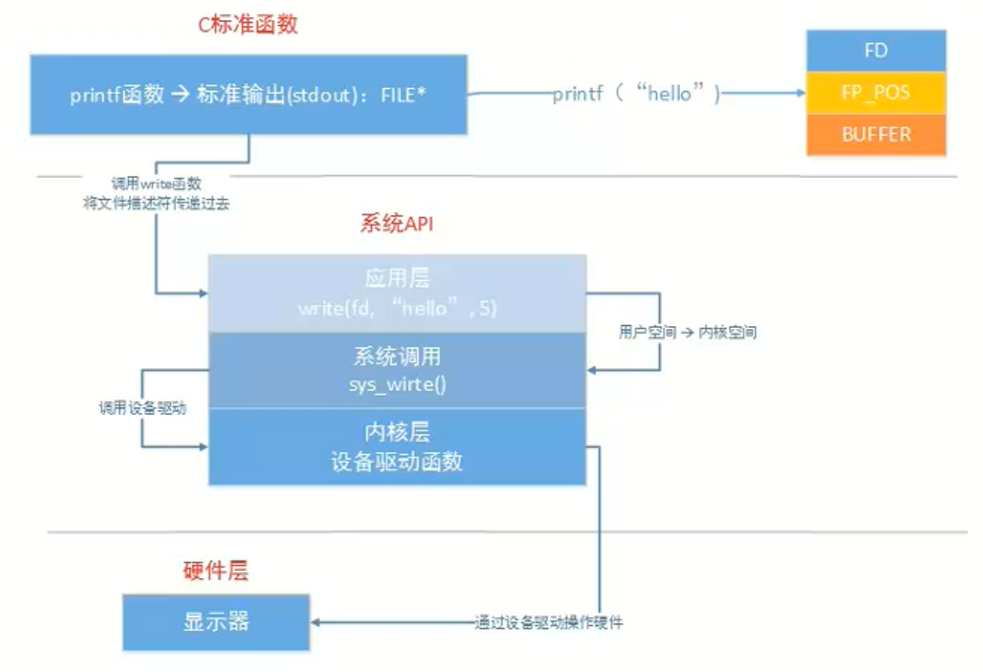 C标准函数
printf函数 → 标准输出(stdout)：FILE*
printf（“hello”）
FD
FP_POS
BUFFER
调用write函数
将文件描述符传递过去
系统API
应用层
write(fd, “hello”, 5)
用户空间 → 内核空间
系统调用
sys_wirte()
调用设备驱动
内核层
设备驱动函数
硬件层
显示器
通过设备驱动操作硬件